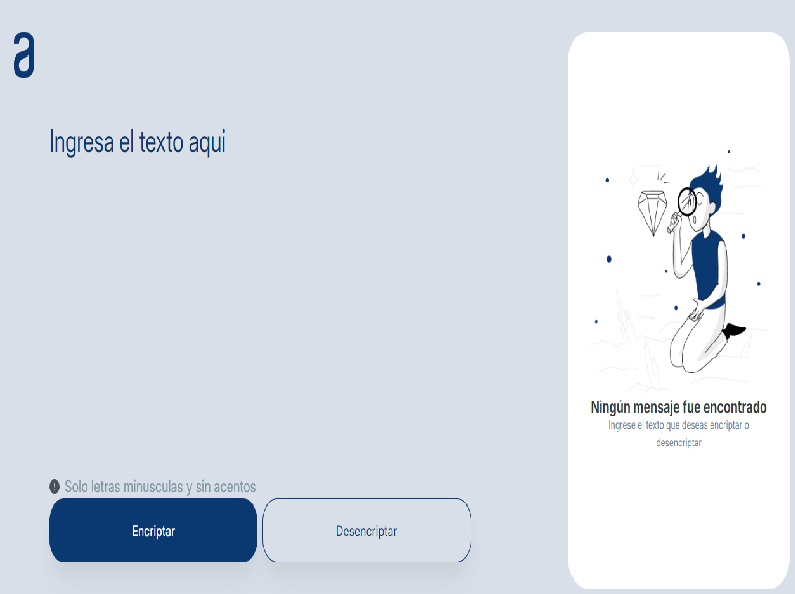 a
Ingresa el texto aqui
Solo letras minusculas y sin acentos
Encriptar
Desencriptar
Ningún mensaje fue encontrado
Ingrese el texto que deseas encriptar o
desencriptar